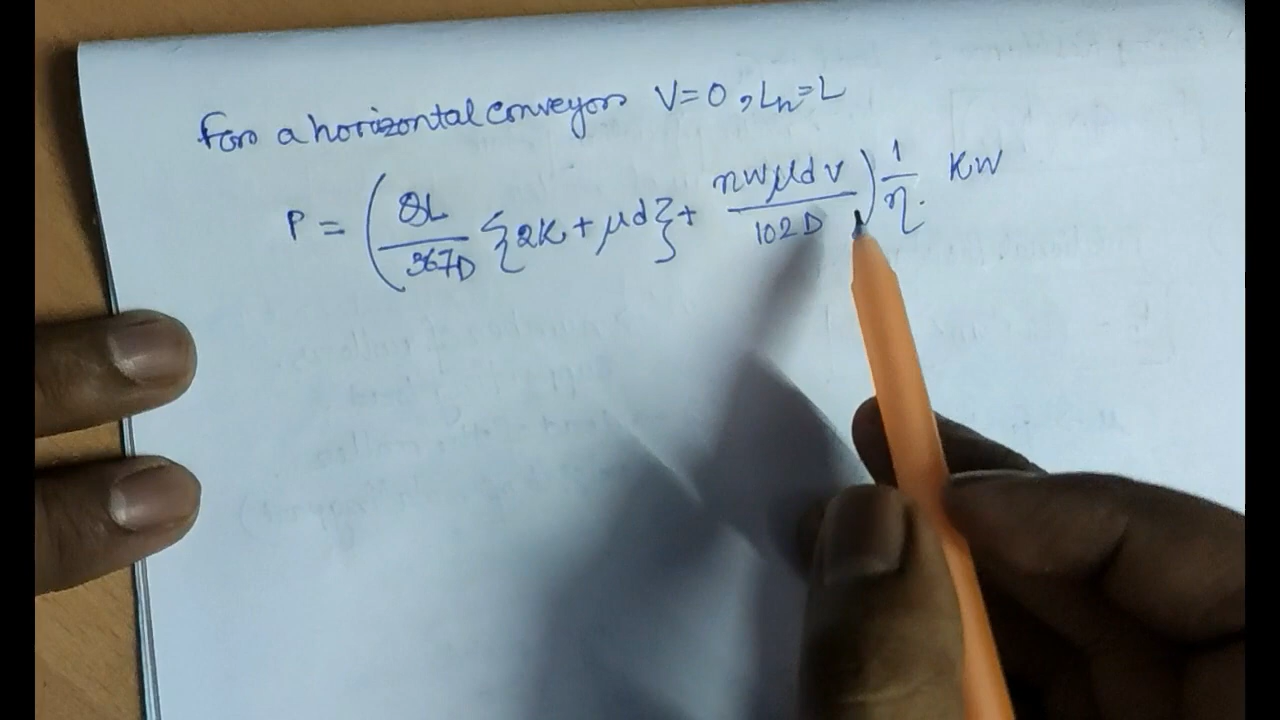 For a horizontal conveyor V=0, Lh=L
P = (QL/367D {2K + μd} + nwμdv/102D) 1/η. KW